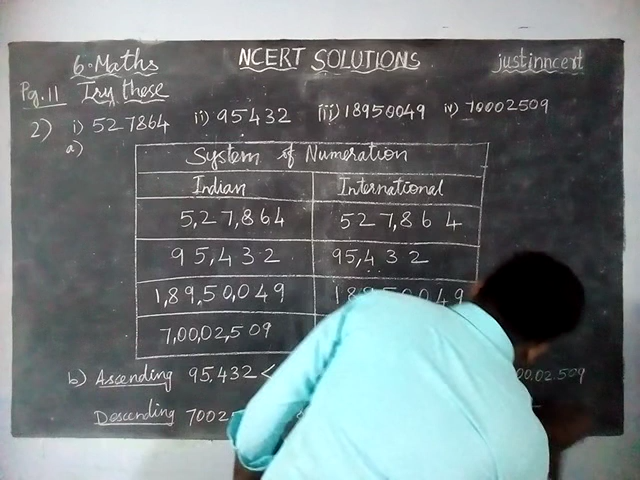 6. Maths NCERT SOLUTIONS justinncert
Pg. 11 Try these
2) i) 527864 ii) 95432 iii) 18950049 iv) 70002509
a)
System of Numeration
Indian International
5,27,864 527,864
95,432 95,432
1,89,50,049
7,00,02,509
b) Ascending 95,432 <
Descending